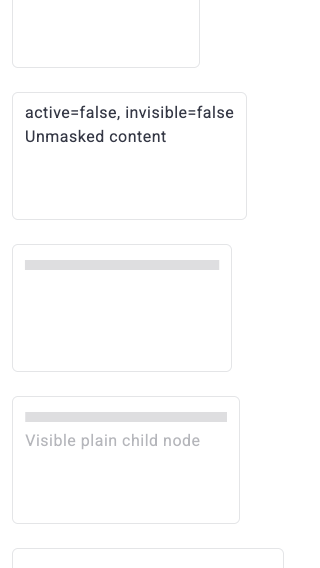 active=false, invisible=false
Unmasked content
Visible plain child node